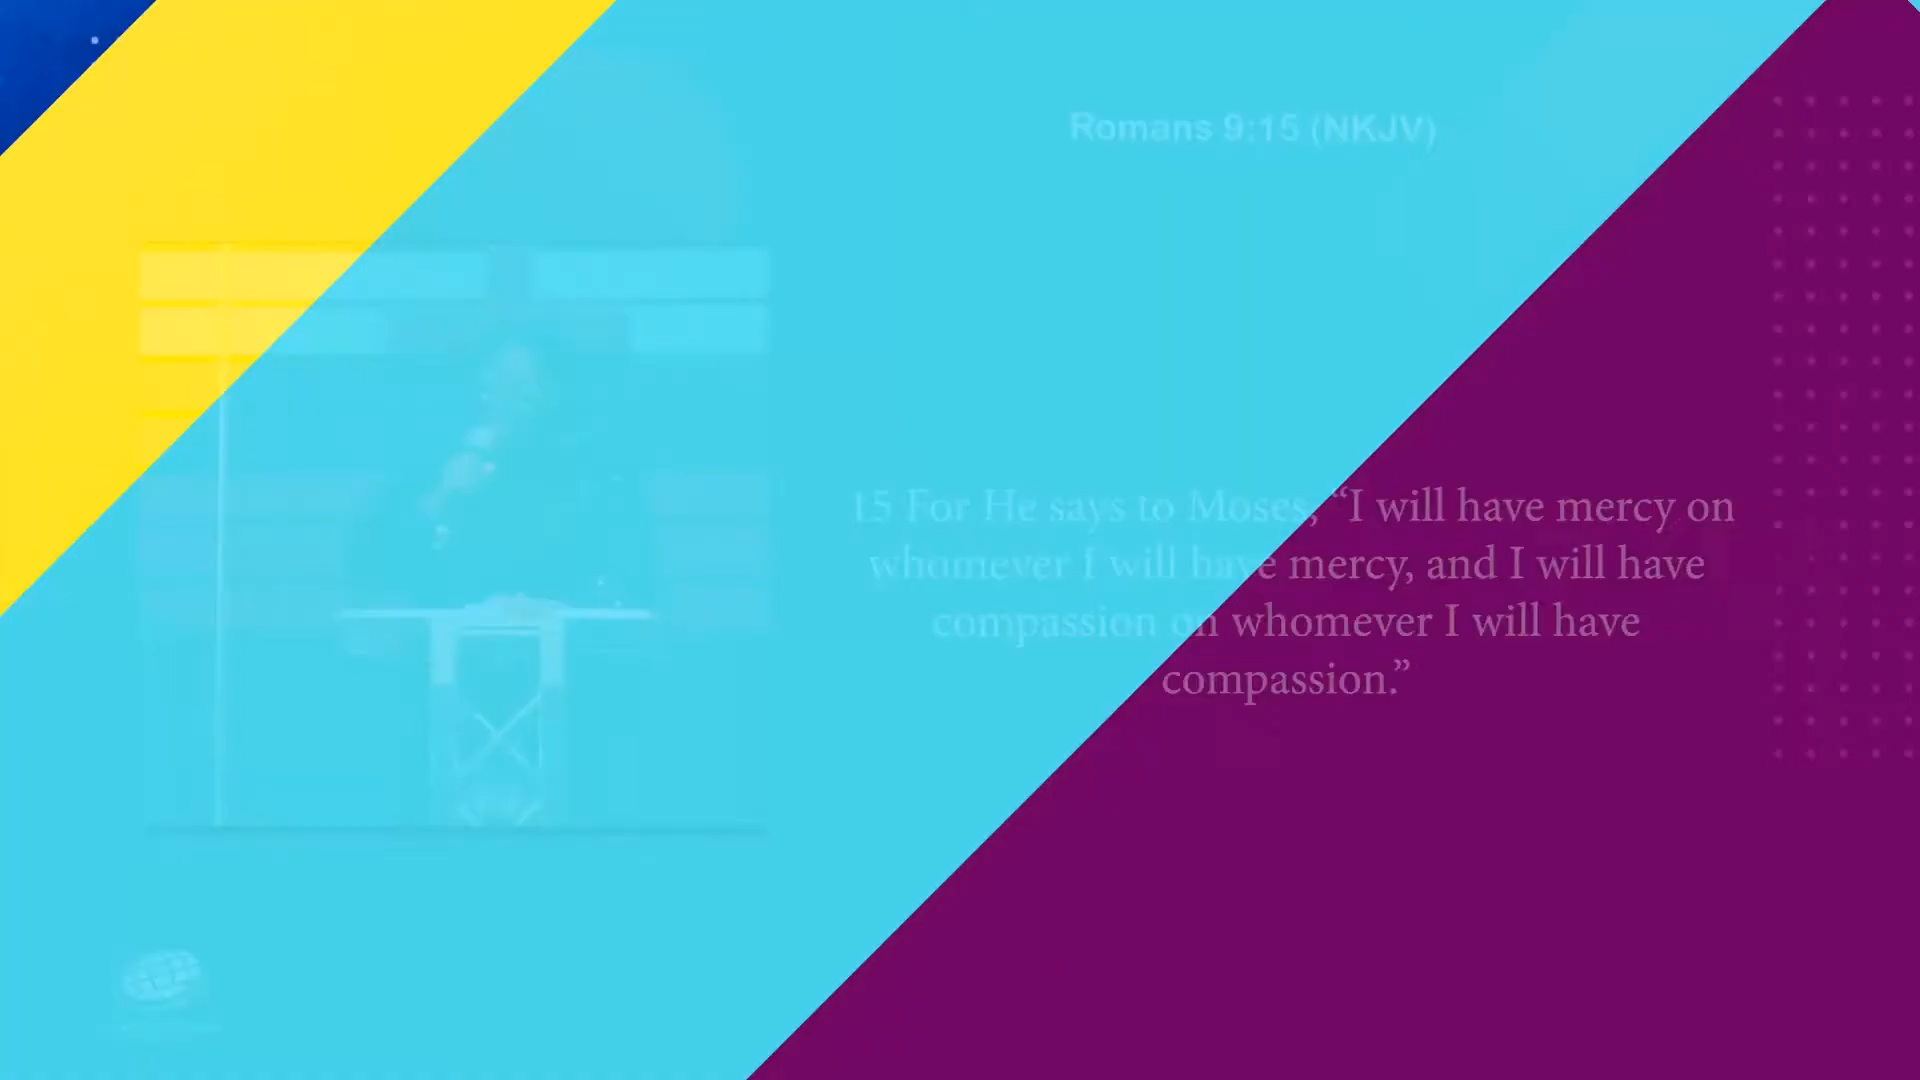 Romans 9:15 (NKJV)
15 For He says to Moses, “I will have mercy on
whomever I will have mercy, and I will have
compassion on whomever I will have
compassion.”